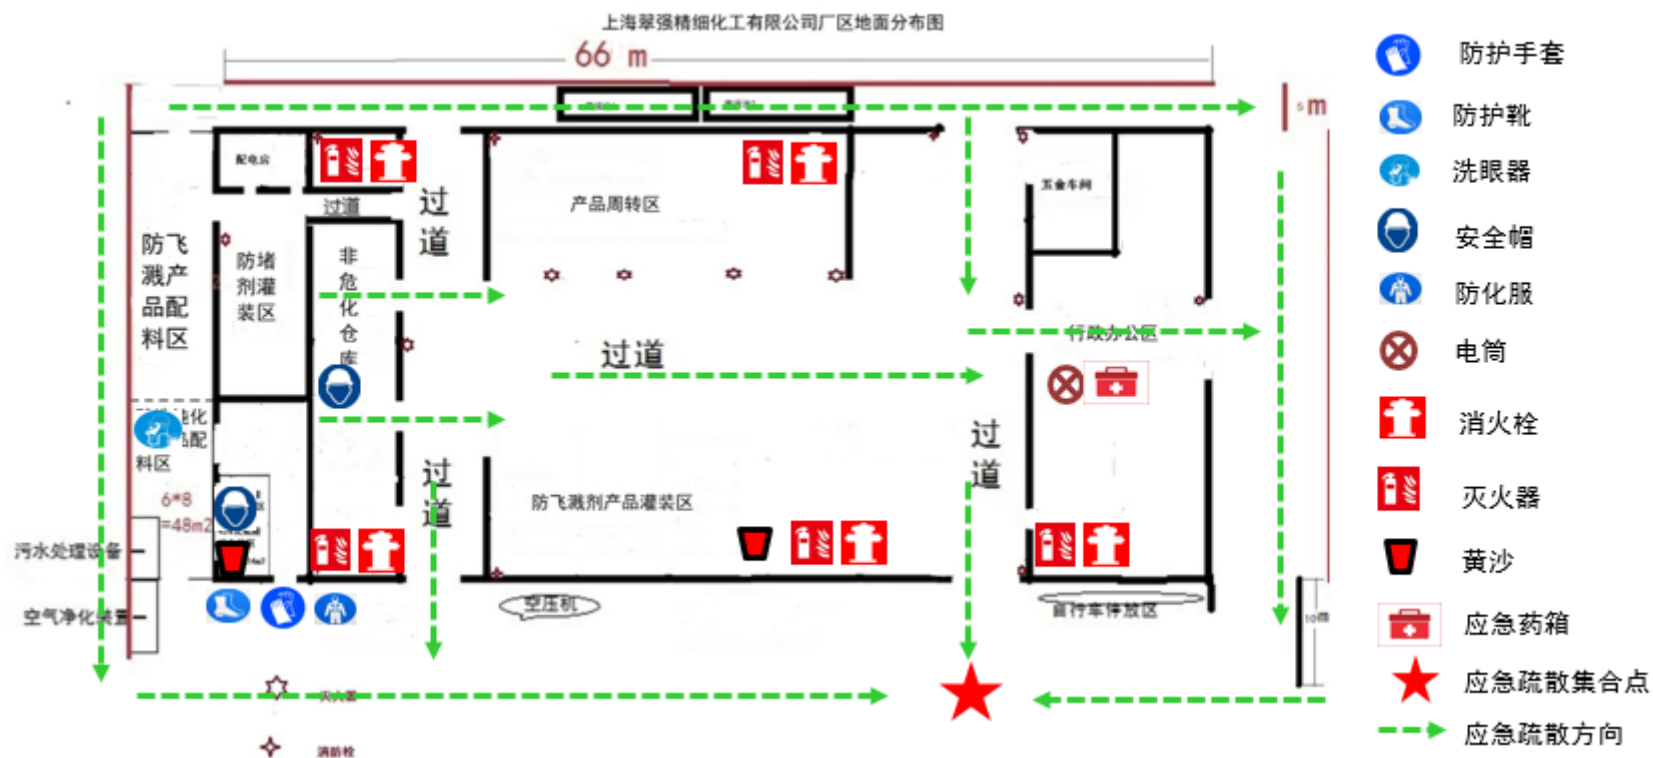 上海翠强精细化工有限公司厂区地面分布图
66 m
5 m
配电房
过道
过道
防飞溅产品配料区
防堵剂灌装区
非危化仓库
产品周转区
五金车间
行政办公区
过道
过道
过道
料区
6*8
=48m2
防飞溅剂产品灌装区
污水处理设备
空气净化装置
空压机
自行车停放区
10m
灭火器
消防栓
防护手套
防护靴
洗眼器
安全帽
防化服
电筒
消火栓
灭火器
黄沙
应急药箱
应急疏散集合点
应急疏散方向